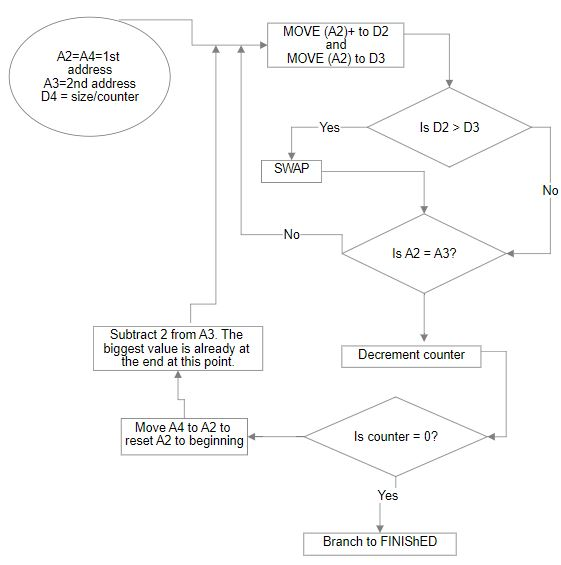 A2=A4=1st
address
A3=2nd address
D4 = size/counter
MOVE (A2)+ to D2
and
MOVE (A2) to D3
Is D2 > D3
Yes
SWAP
No
Is A2 = A3?
No
Decrement counter
Subtract 2 from A3. The
biggest value is already at
the end at this point.
Move A4 to A2 to
reset A2 to beginning
Is counter = 0?
Yes
Branch to FINIShED